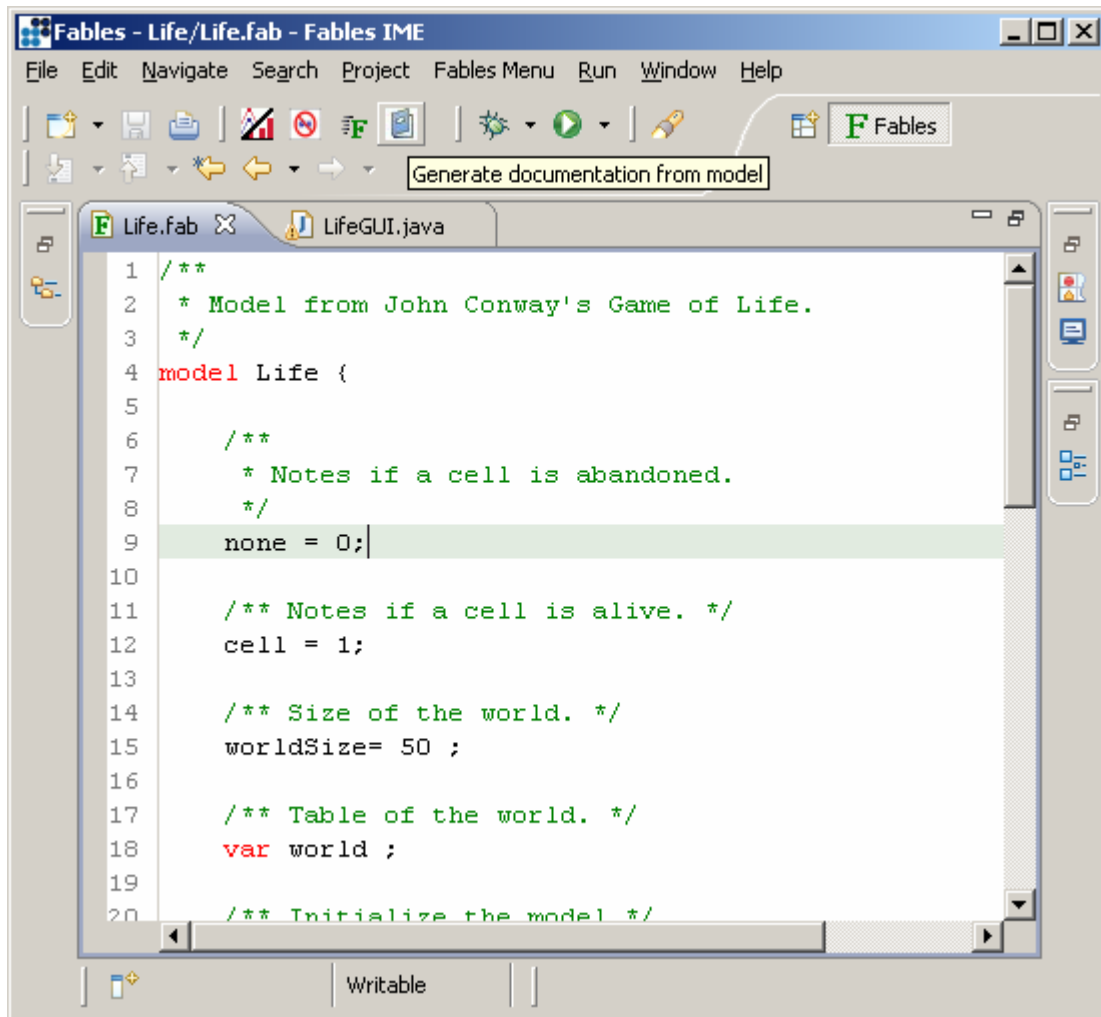 Fables - Life/Life.fab - Fables IME
File Edit Navigate Search Project Fables Menu Run Window Help
F Fables
Generate documentation from model
Life.fab LifeGUI.java
1 /**
2  * Model from John Conway's Game of Life.
3  */
4 model Life {
5
6     /**
7      * Notes if a cell is abandoned.
8      */
9     none = 0;
10
11     /** Notes if a cell is alive. */
12     cell = 1;
13
14     /** Size of the world. */
15     worldSize= 50 ;
16
17     /** Table of the world. */
18     var world ;
19
20     /** Initialize the model */
Writable